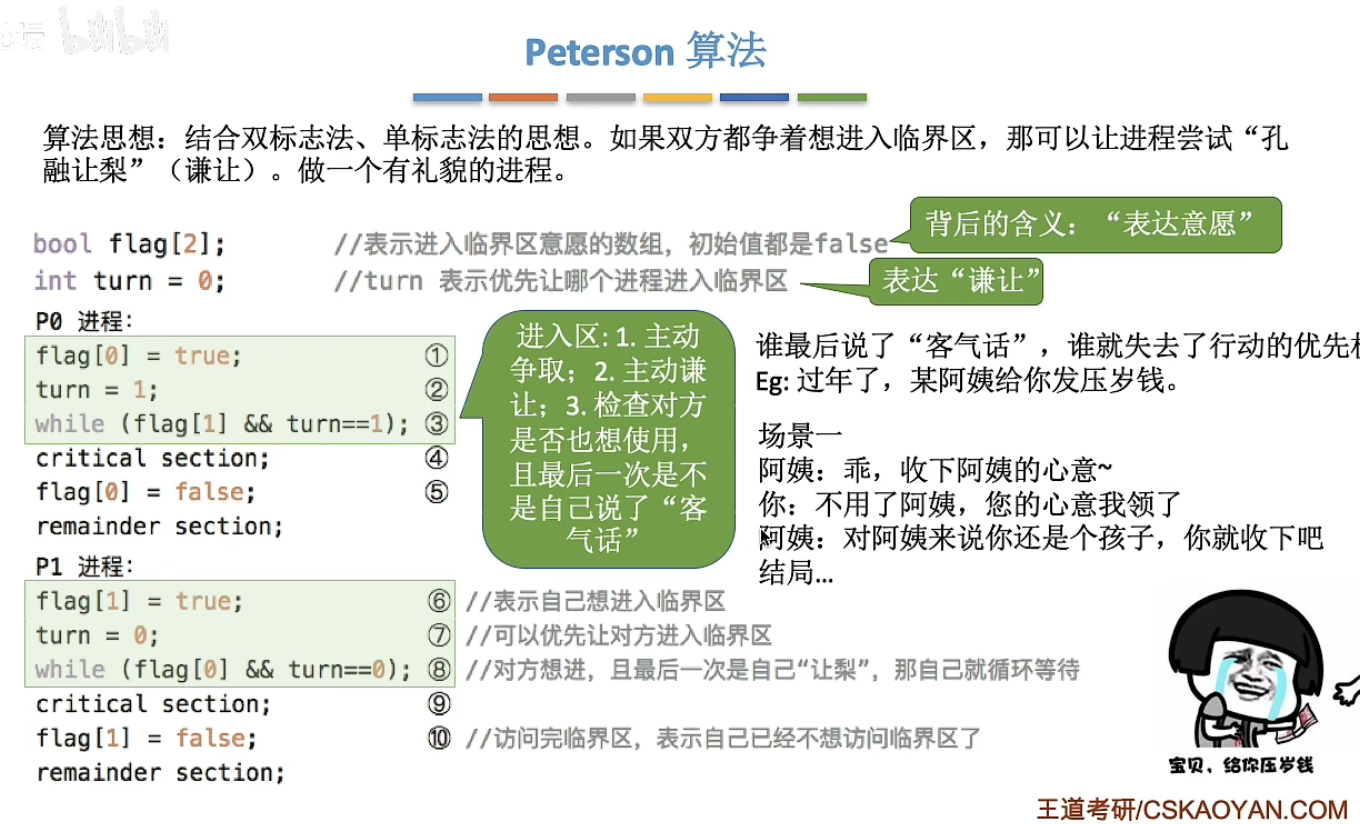 bilibili
Peterson 算法
算法思想：结合双标志法、单标志法的思想。如果双方都争着想进入临界区，那可以让进程尝试“孔
融让梨”（谦让）。做一个有礼貌的进程。
bool flag[2]; //表示进入临界区意愿的数组，初始值都是false
背后的含义：“表达意愿”
int turn = 0; //turn 表示优先让哪个进程进入临界区
表达“谦让”
P0 进程：
flag[0] = true; ①
turn = 1; ②
while (flag[1] && turn==1); ③
critical section; ④
flag[0] = false; ⑤
remainder section;
进入区: 1. 主动
争取；2. 主动谦
让；3. 检查对方
是否也想使用，
且最后一次是不
是自己说了“客
气话”
谁最后说了“客气话”，谁就失去了行动的优先
Eg: 过年了，某阿姨给你发压岁钱。
场景一
阿姨：乖，收下阿姨的心意~
你：不用了阿姨，您的心意我领了
阿姨：对阿姨来说你还是个孩子，你就收下吧
结局...
P1 进程：
flag[1] = true; ⑥ //表示自己想进入临界区
turn = 0; ⑦ //可以优先让对方进入临界区
while (flag[0] && turn==0); ⑧ //对方想进，且最后一次是自己“让梨”，那自己就循环等待
critical section; ⑨
flag[1] = false; ⑩ //访问完临界区，表示自己已经不想访问临界区了
remainder section;
宝贝，给你压岁钱
王道考研/CSKAOYAN.COM